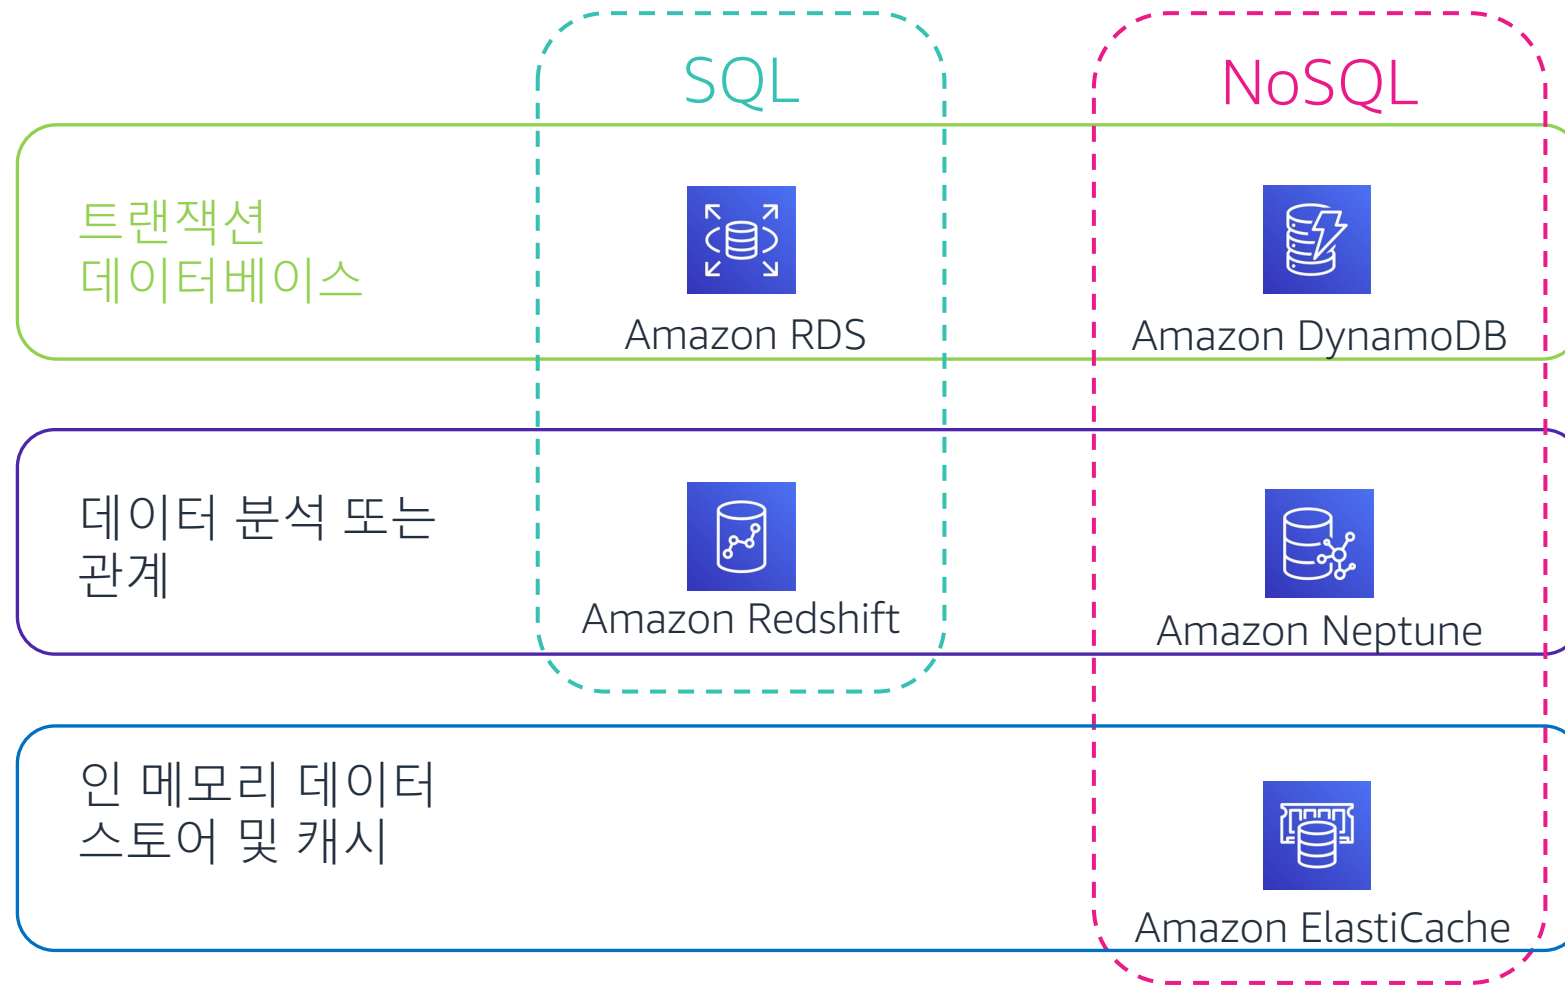 SQL
NoSQL
트랜잭션
데이터베이스
Amazon RDS
Amazon DynamoDB
데이터 분석 또는
관계
Amazon Redshift
Amazon Neptune
인 메모리 데이터
스토어 및 캐시
Amazon ElastiCache